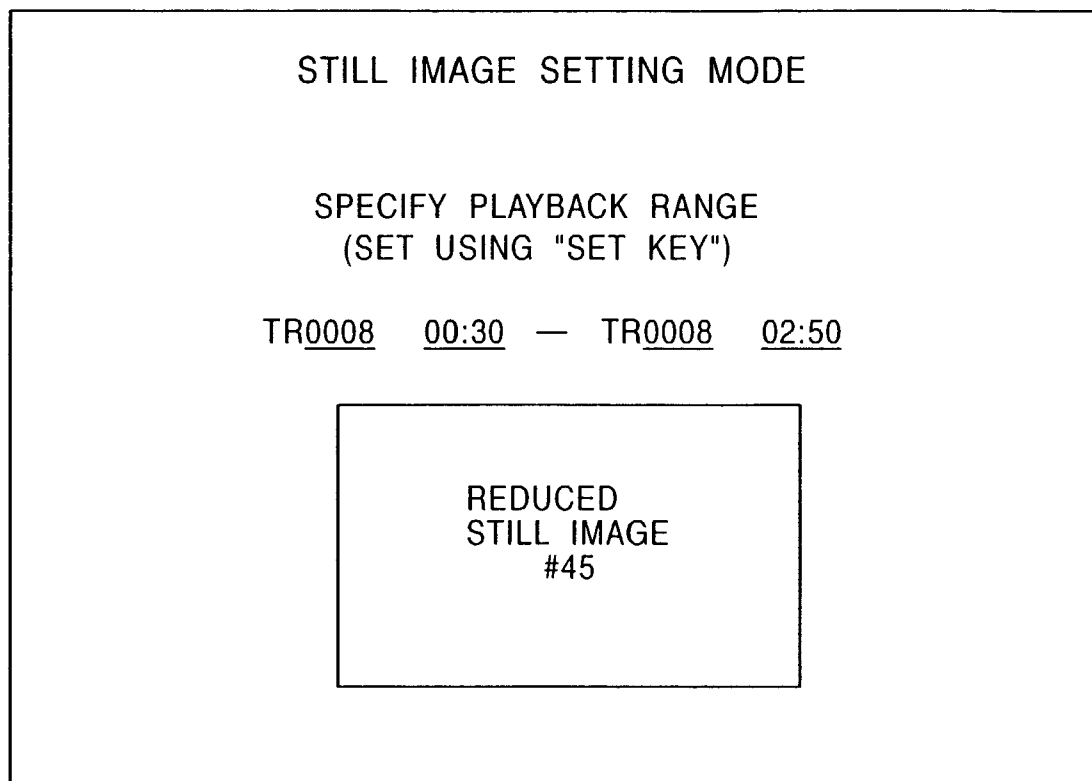 STILL IMAGE SETTING MODE
SPECIFY PLAYBACK RANGE
(SET USING "SET KEY")
TR0008 00:30 — TR0008 02:50
REDUCED
STILL IMAGE
#45